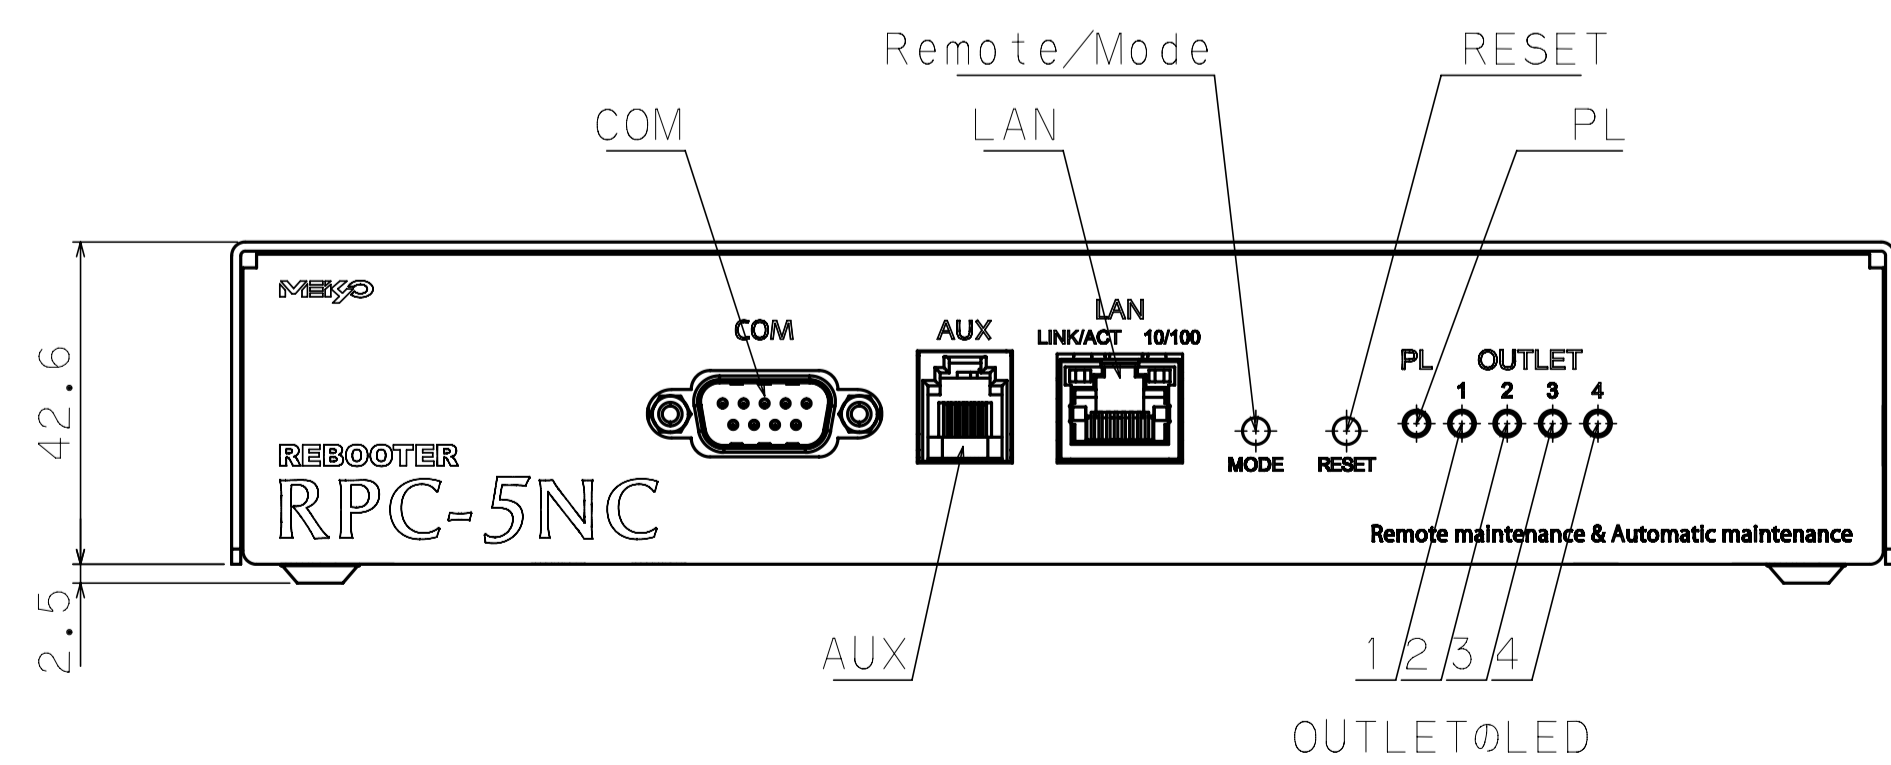 Remote/Mode RESET
COM LAN PL
MEIKYO
LAN
COM AUX LINK/ACT 10/100
PL OUTLET
1 2 3 4
42.6
REBOOTER
MODE RESET
RPC-5NC
Remote maintenance & Automatic maintenance
2.5
AUX 1 2 3 4
OUTLETのLED